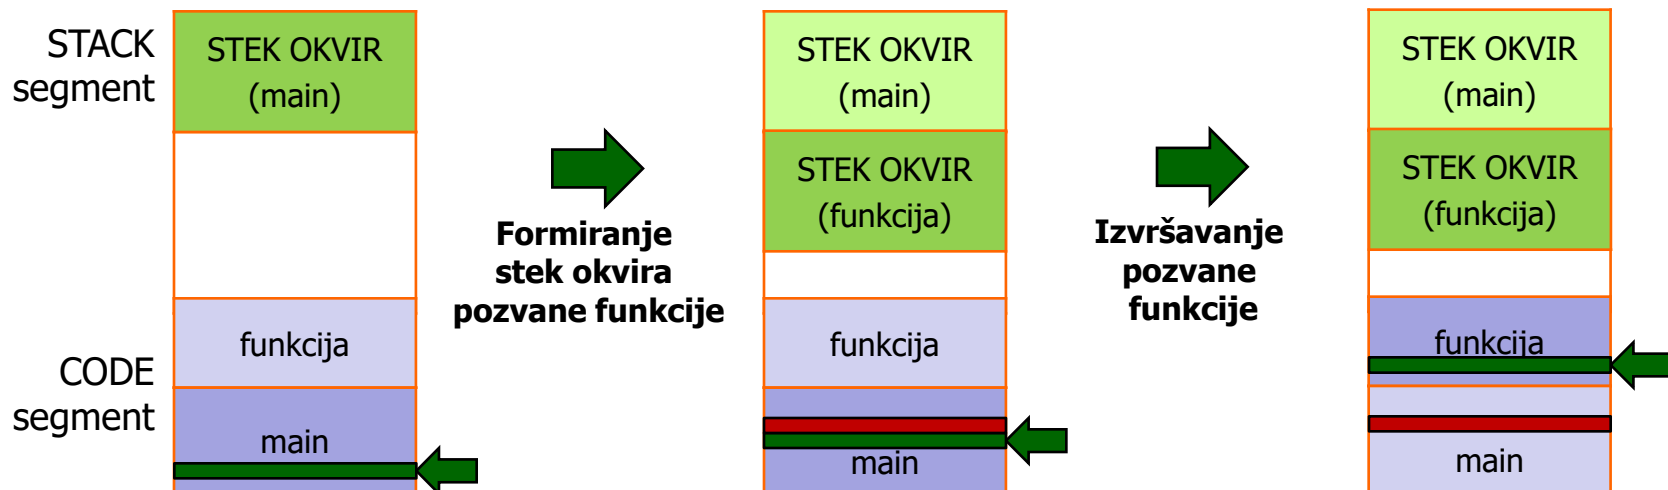 STACK
segment
STEK OKVIR
(main)
funkcija
CODE
segment
main
Formiranje
stek okvira
pozvane funkcije
STEK OKVIR
(main)
STEK OKVIR
(funkcija)
funkcija
main
Izvršavanje
pozvane
funkcije
STEK OKVIR
(main)
STEK OKVIR
(funkcija)
funkcija
main